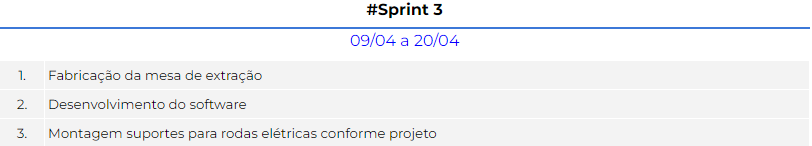 #Sprint 3
09/04 a 20/04
1. Fabricação da mesa de extração
2. Desenvolvimento do software
3. Montagem suportes para rodas elétricas conforme projeto